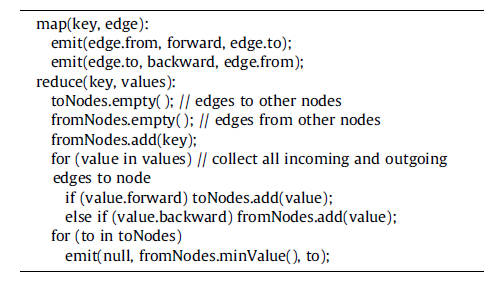 map(key, edge):
emit(edge.from, forward, edge.to);
emit(edge.to, backward, edge.from);
reduce(key, values):
toNodes.empty( ); // edges to other nodes
fromNodes.empty( ); // edges from other nodes
fromNodes.add(key);
for (value in values) // collect all incoming and outgoing
edges to node
if (value.forward) toNodes.add(value);
else if (value.backward) fromNodes.add(value);
for (to in toNodes)
emit(null, fromNodes.minValue(), to);